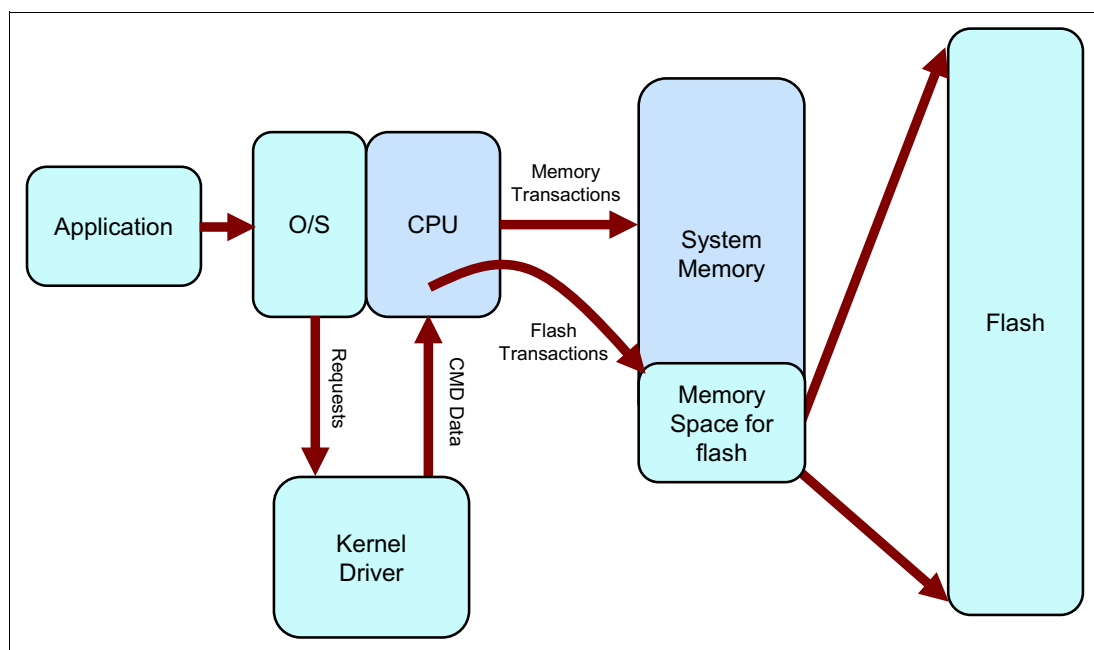 Application
O/S
CPU
Memory
Transactions
System
Memory
Flash
Transactions
Flash
Requests
CMD Data
Memory
Space for
flash
Kernel
Driver